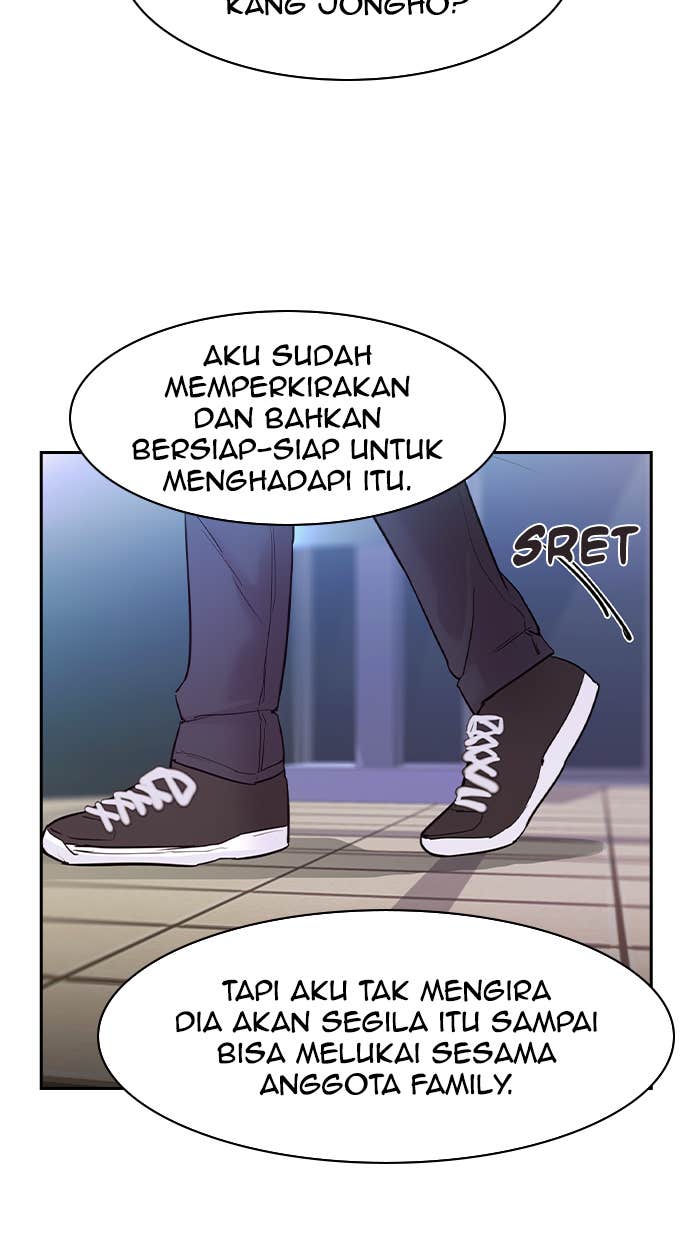 KANG JONGHO?
AKU SUDAH
MEMPERKIRAKAN
DAN BAHKAN
BERSIAP-SIAP UNTUK
MENGHADAPI ITU.
SRET
TAPI AKU TAK MENGIRA
DIA AKAN SEGILA ITU SAMPAI
BISA MELUKAI SESAMA
ANGGOTA FAMILY.